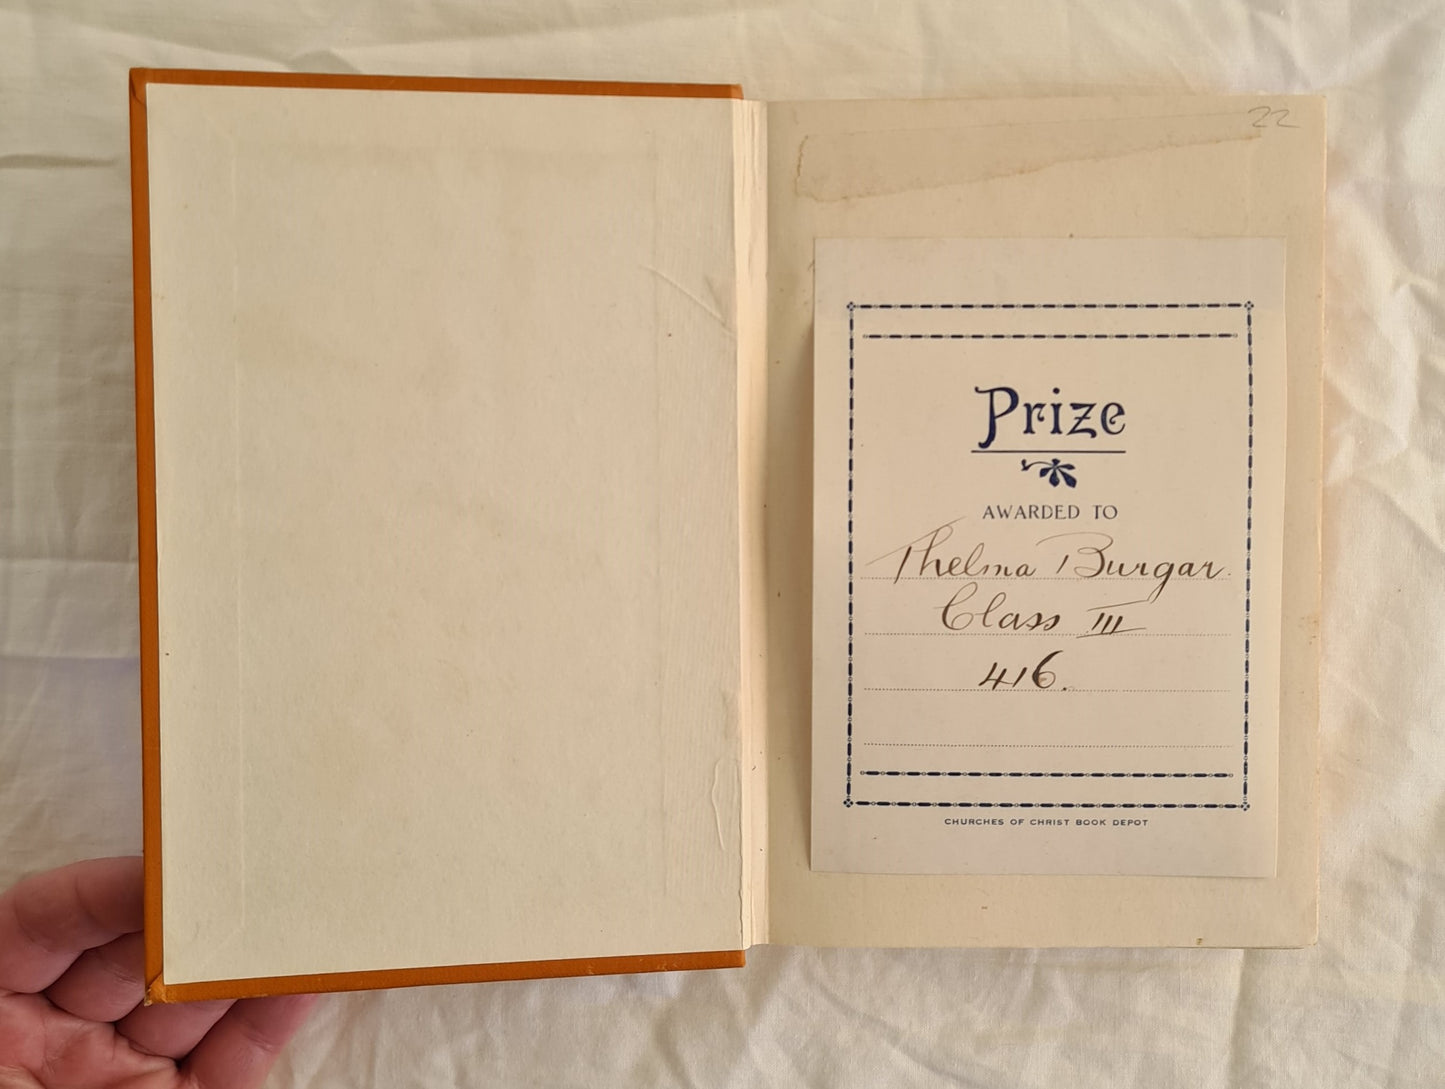 22
Prize
AWARDED TO
Thelma Burgar.
Class III
416.
CHURCHES OF CHRIST BOOK DEPOT